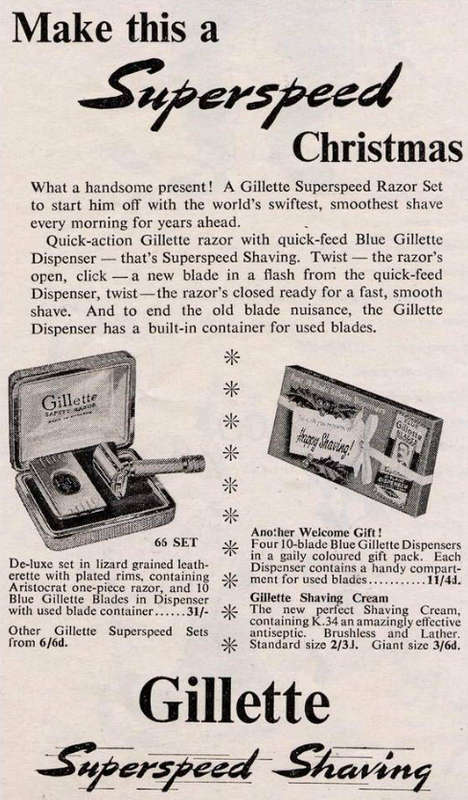 Make this a
Superspeed
Christmas
What a handsome present! A Gillette Superspeed Razor Set
to start him off with the world's swiftest, smoothest shave
every morning for years ahead.
Quick-action Gillette razor with quick-feed Blue Gillette
Dispenser — that's Superspeed Shaving. Twist — the razor's
open, click — a new blade in a flash from the quick-feed
Dispenser, twist—the razor's closed ready for a fast, smooth
shave. And to end the old blade nuisance, the Gillette
Dispenser has a built-in container for used blades.
Gillette
SAFETY RAZOR
Happy Shaving!
Gillette
66 SET
De-luxe set in lizard grained leath-
erette with plated rims, containing
Aristocrat one-piece razor, and 10
Blue Gillette Blades in Dispenser
with used blade container......31/-
Other Gillette Superspeed Sets
from 6/6d.
Another Welcome Gift!
Four 10-blade Blue Gillette Dispensers
in a gaily coloured gift pack. Each
Dispenser contains a handy compart-
ment for used blades...........11/4d.
Gillette Shaving Cream
The new perfect Shaving Cream,
containing K.34 an amazingly effective
antiseptic. Brushless and Lather.
Standard size 2/3d. Giant size 3/6d.
Gillette
Superspeed Shaving